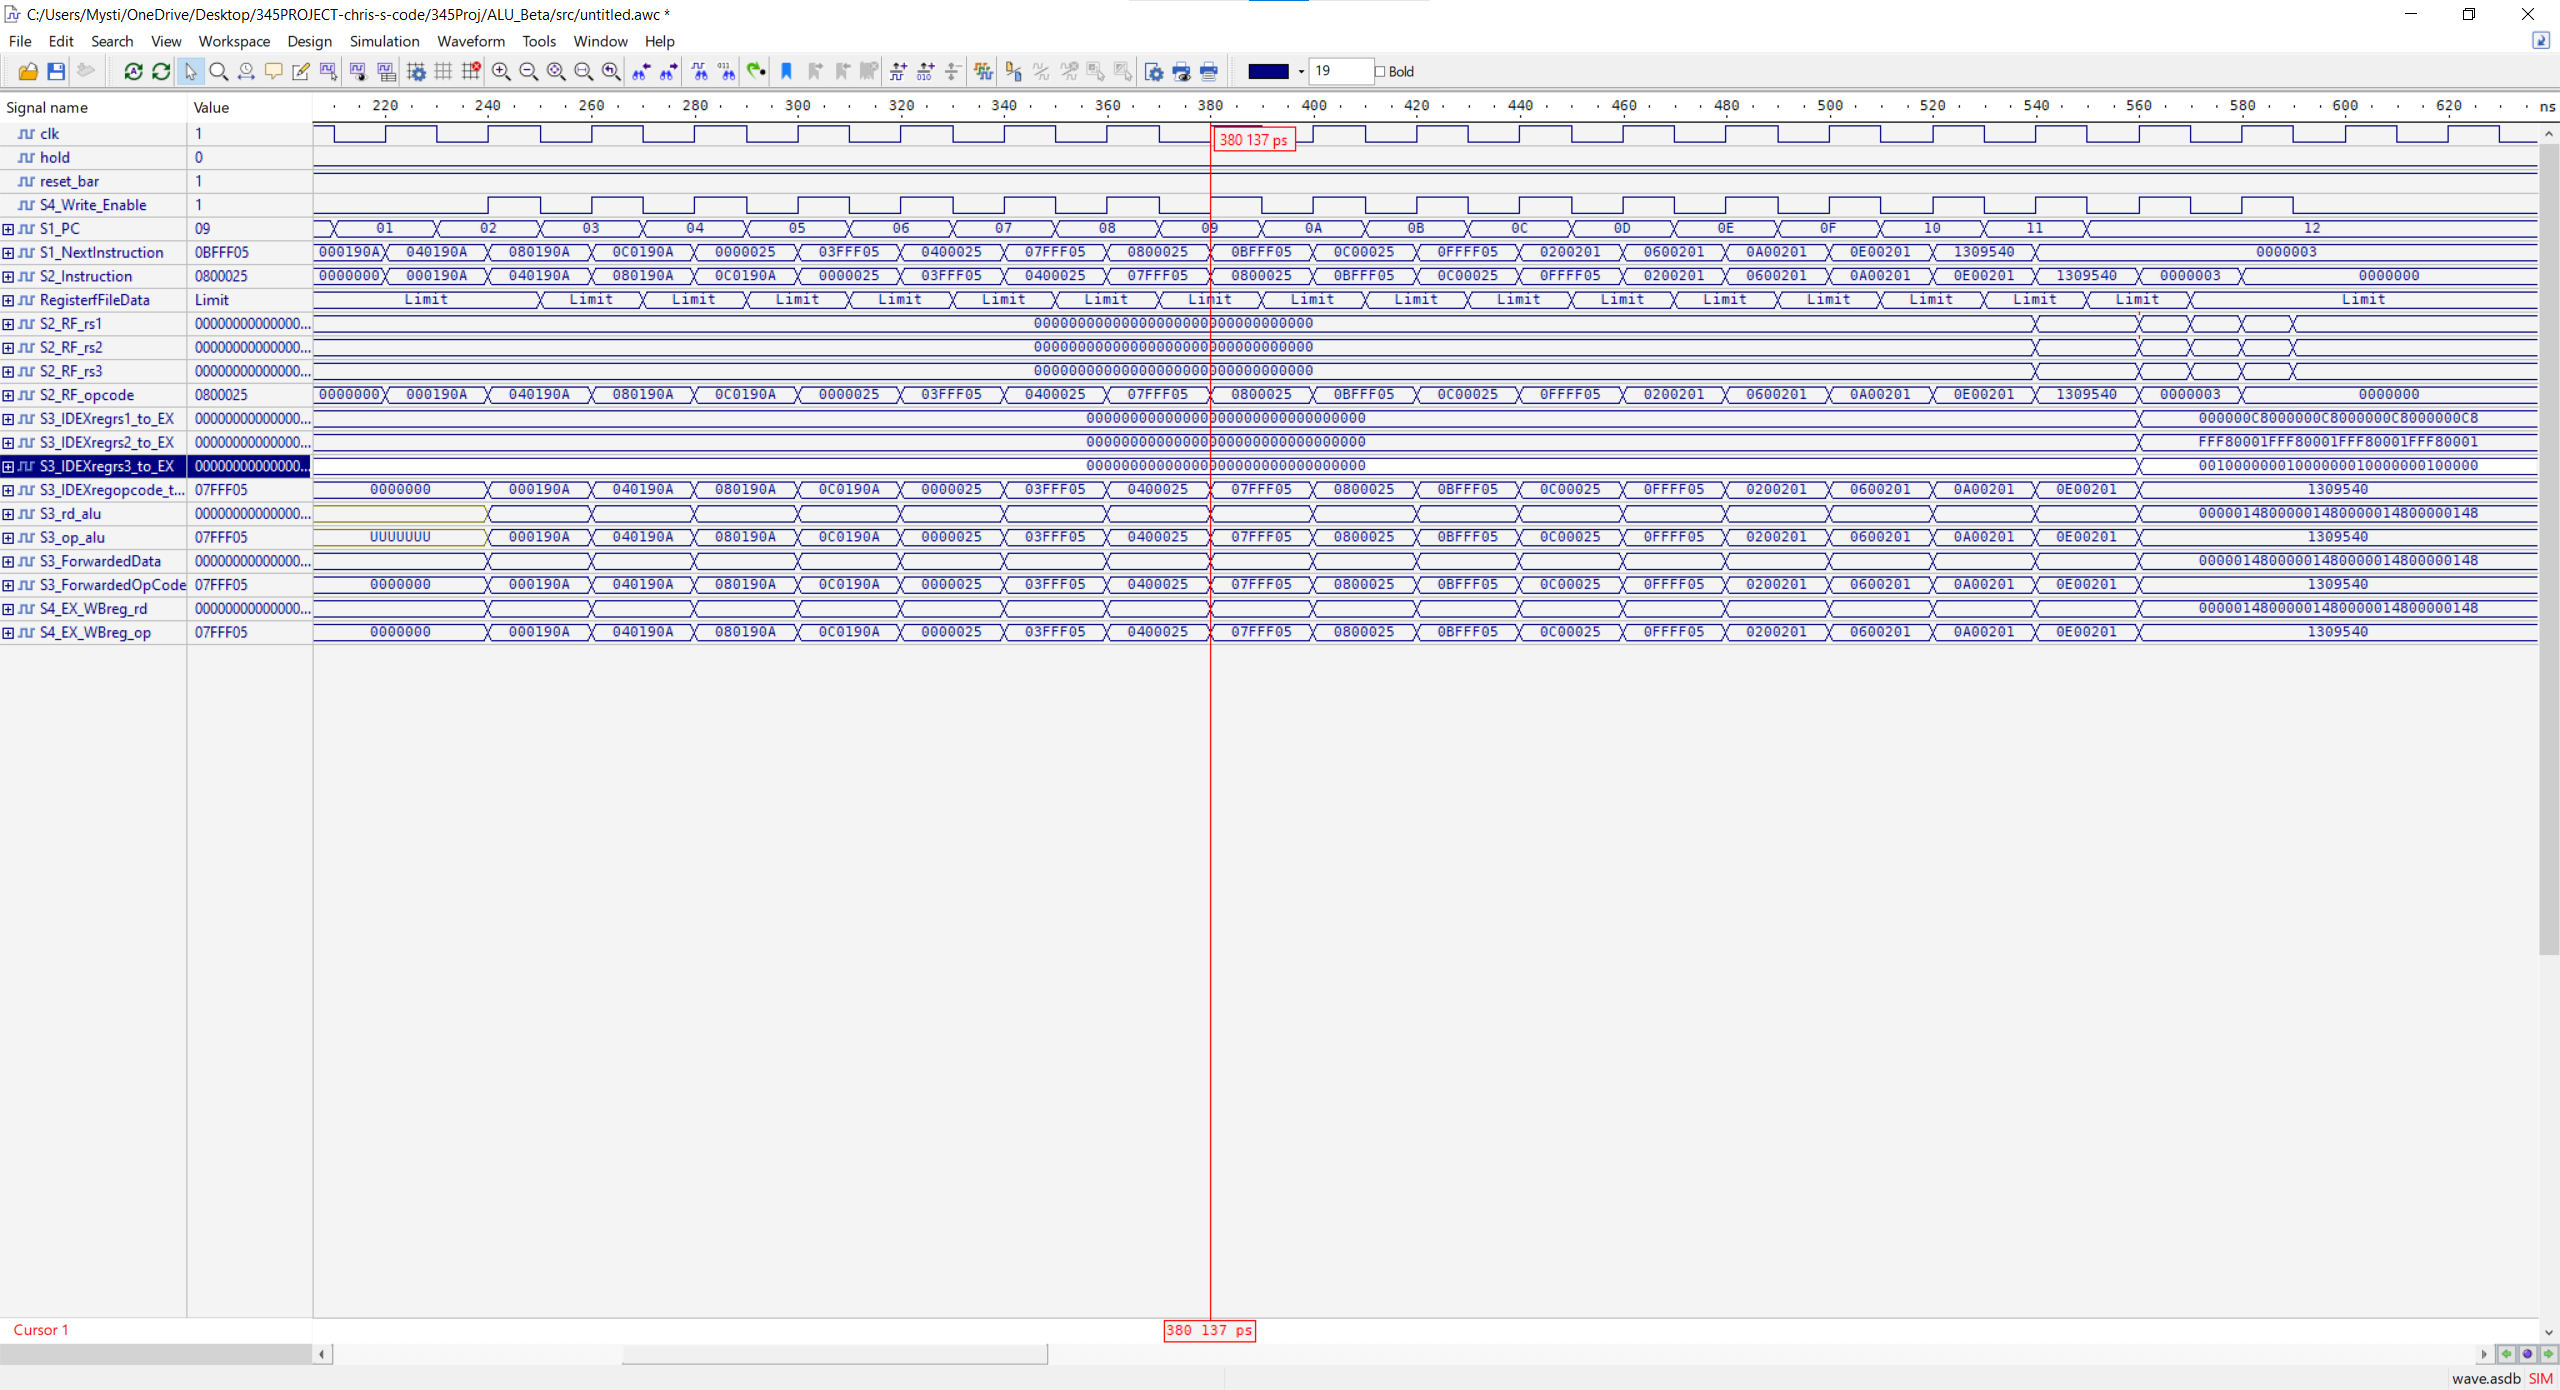 C:/Users/Mysti/OneDrive/Desktop/345PROJECT-chris-s-code/345Proj/ALU_Beta/src/untitled.awc *
File Edit Search View Workspace Design Simulation Waveform Tools Window Help
19 Bold
Signal name Value 220 240 260 280 300 320 340 360 380 400 420 440 460 480 500 520 540 560 580 600 620 ns
clk 1 380 137 ps
hold 0
reset_bar 1
S4_Write_Enable 1
S1_PC 09 01 02 03 04 05 06 07 08 09 0A 0B 0C 0D 0E 0F 10 11 12
S1_NextInstruction 0BFFF05 000190A 040190A 080190A 0C0190A 0000025 03FFF05 0400025 07FFF05 0800025 0BFFF05 0C00025 0FFFF05 0200201 0600201 0A00201 0E00201 1309540 0000003
S2_Instruction 0800025 0000000 000190A 040190A 080190A 0C0190A 0000025 03FFF05 0400025 07FFF05 0800025 0BFFF05 0C00025 0FFFF05 0200201 0600201 0A00201 0E00201 1309540 0000003 0000000
RegisterfFileData Limit Limit Limit Limit Limit Limit Limit Limit Limit Limit Limit Limit Limit Limit Limit Limit Limit Limit Limit
S2_RF_rs1 00000000000000... 00000000000000000000000000000000
S2_RF_rs2 00000000000000... 00000000000000000000000000000000
S2_RF_rs3 00000000000000... 00000000000000000000000000000000
S2_RF_opcode 0800025 0000000 000190A 040190A 080190A 0C0190A 0000025 03FFF05 0400025 07FFF05 0800025 0BFFF05 0C00025 0FFFF05 0200201 0600201 0A00201 0E00201 1309540 0000003 0000000
S3_IDEXregrs1_to_EX 00000000000000... 00000000000000000000000000000000 000000C8000000C8000000C8000000C8
S3_IDEXregrs2_to_EX 00000000000000... 00000000000000000000000000000000 FFF80001FFF80001FFF80001FFF80001
S3_IDEXregrs3_to_EX 00000000000000... 00000000000000000000000000000000 00100000001000000010000000100000
S3_IDEXregopcode_t... 07FFF05 0000000 000190A 040190A 080190A 0C0190A 0000025 03FFF05 0400025 07FFF05 0800025 0BFFF05 0C00025 0FFFF05 0200201 0600201 0A00201 0E00201 1309540
S3_rd_alu 00000000000000... 00000148000001480000014800000148
S3_op_alu 07FFF05 UUUUUUU 000190A 040190A 080190A 0C0190A 0000025 03FFF05 0400025 07FFF05 0800025 0BFFF05 0C00025 0FFFF05 0200201 0600201 0A00201 0E00201 1309540
S3_ForwardedData 00000000000000... 00000148000001480000014800000148
S3_ForwardedOpCode 07FFF05 0000000 000190A 040190A 080190A 0C0190A 0000025 03FFF05 0400025 07FFF05 0800025 0BFFF05 0C00025 0FFFF05 0200201 0600201 0A00201 0E00201 1309540
S4_EX_WBreg_rd 00000000000000... 00000148000001480000014800000148
S4_EX_WBreg_op 07FFF05 0000000 000190A 040190A 080190A 0C0190A 0000025 03FFF05 0400025 07FFF05 0800025 0BFFF05 0C00025 0FFFF05 0200201 0600201 0A00201 0E00201 1309540
Cursor 1 380 137 ps
wave.asdb SIM